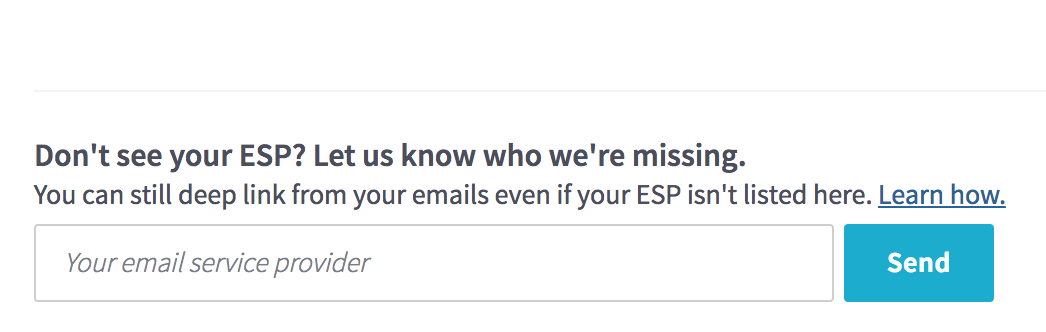 Don't see your ESP? Let us know who we're missing.
You can still deep link from your emails even if your ESP isn't listed here. Learn how.
Your email service provider
Send